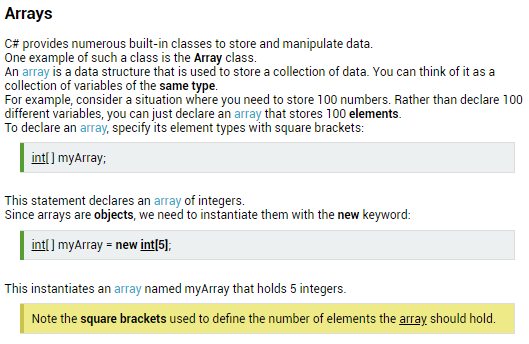 Arrays
C# provides numerous built-in classes to store and manipulate data.
One example of such a class is the Array class.
An array is a data structure that is used to store a collection of data. You can think of it as a
collection of variables of the same type.
For example, consider a situation where you need to store 100 numbers. Rather than declare 100
different variables, you can just declare an array that stores 100 elements.
To declare an array, specify its element types with square brackets:
int[ ] myArray;
This statement declares an array of integers.
Since arrays are objects, we need to instantiate them with the new keyword:
int[ ] myArray = new int[5];
This instantiates an array named myArray that holds 5 integers.
Note the square brackets used to define the number of elements the array should hold.